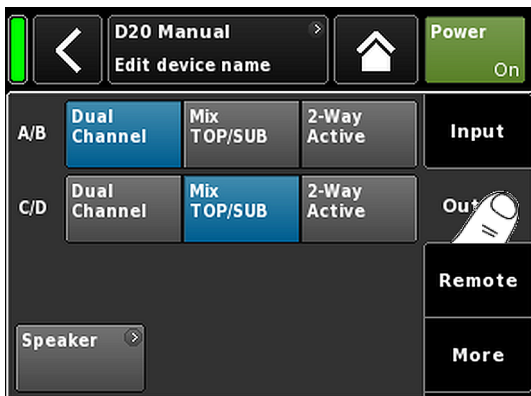 D20 Manual
Edit device name
Power
On
A/B
Dual
Channel
Mix
TOP/SUB
2-Way
Active
Input
C/D
Dual
Channel
Mix
TOP/SUB
2-Way
Active
Remote
Speaker
More